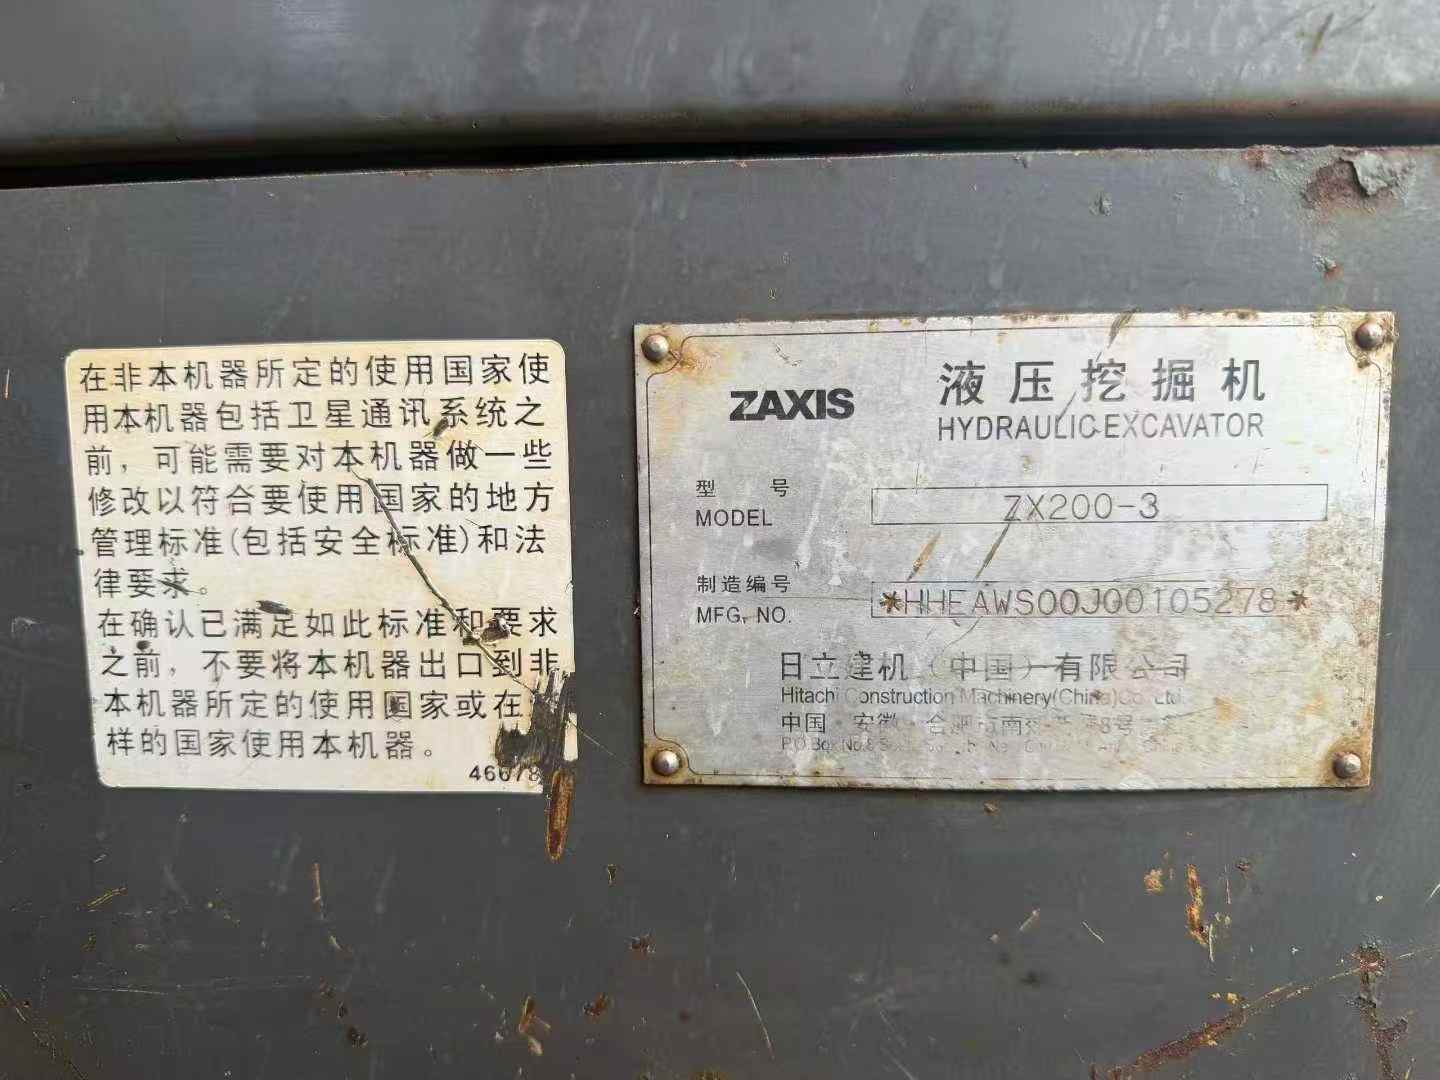 在非本机器所定的使用国家使
用本机器包括卫星通讯系统之
前，可能需要对本机器做一些
修改以符合要使用国家的地方
管理标准(包括安全标准)和法
律要求。
在确认已满足如此标准和要求
之前，不要将本机器出口到非
本机器所定的使用国家或在
样的国家使用本机器。
ZAXIS
液压挖掘机
HYDRAULIC EXCAVATOR
型 号
MODEL
ZX200-3
制造编号
MFG. NO.
*HHEAWS00J00105278*
日立建机（中国）有限公司
Hitachi Construction Machinery(China)Co.,Ltd.
中国 安徽 合肥市南